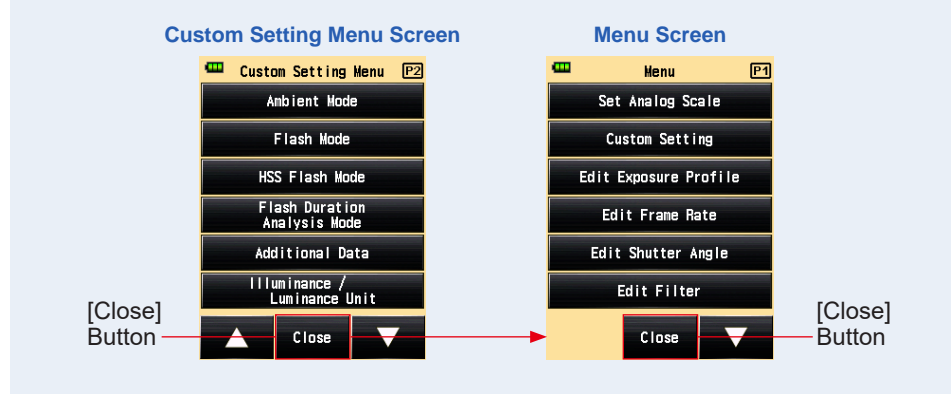 Custom Setting Menu Screen
Custom Setting Menu P2
Ambient Mode
Flash Mode
HSS Flash Mode
Flash Duration
Analysis Mode
Additional Data
Illuminance /
Luminance Unit
Close
[Close]
Button
Menu Screen
Menu P1
Set Analog Scale
Custom Setting
Edit Exposure Profile
Edit Frame Rate
Edit Shutter Angle
Edit Filter
Close
[Close]
Button